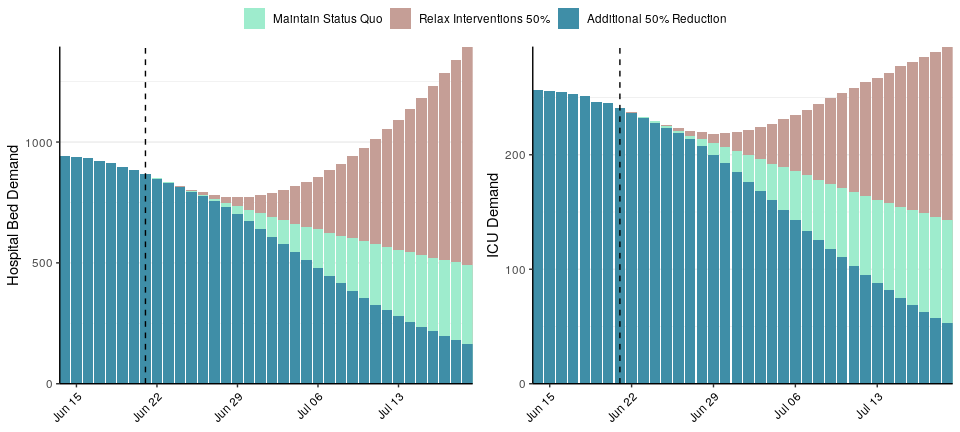 Maintain Status Quo Relax Interventions 50% Additional 50% Reduction
Hospital Bed Demand
1000
500
0
Jun 15 Jun 22 Jun 29 Jul 06 Jul 13
ICU Demand
200
100
0
Jun 15 Jun 22 Jun 29 Jul 06 Jul 13